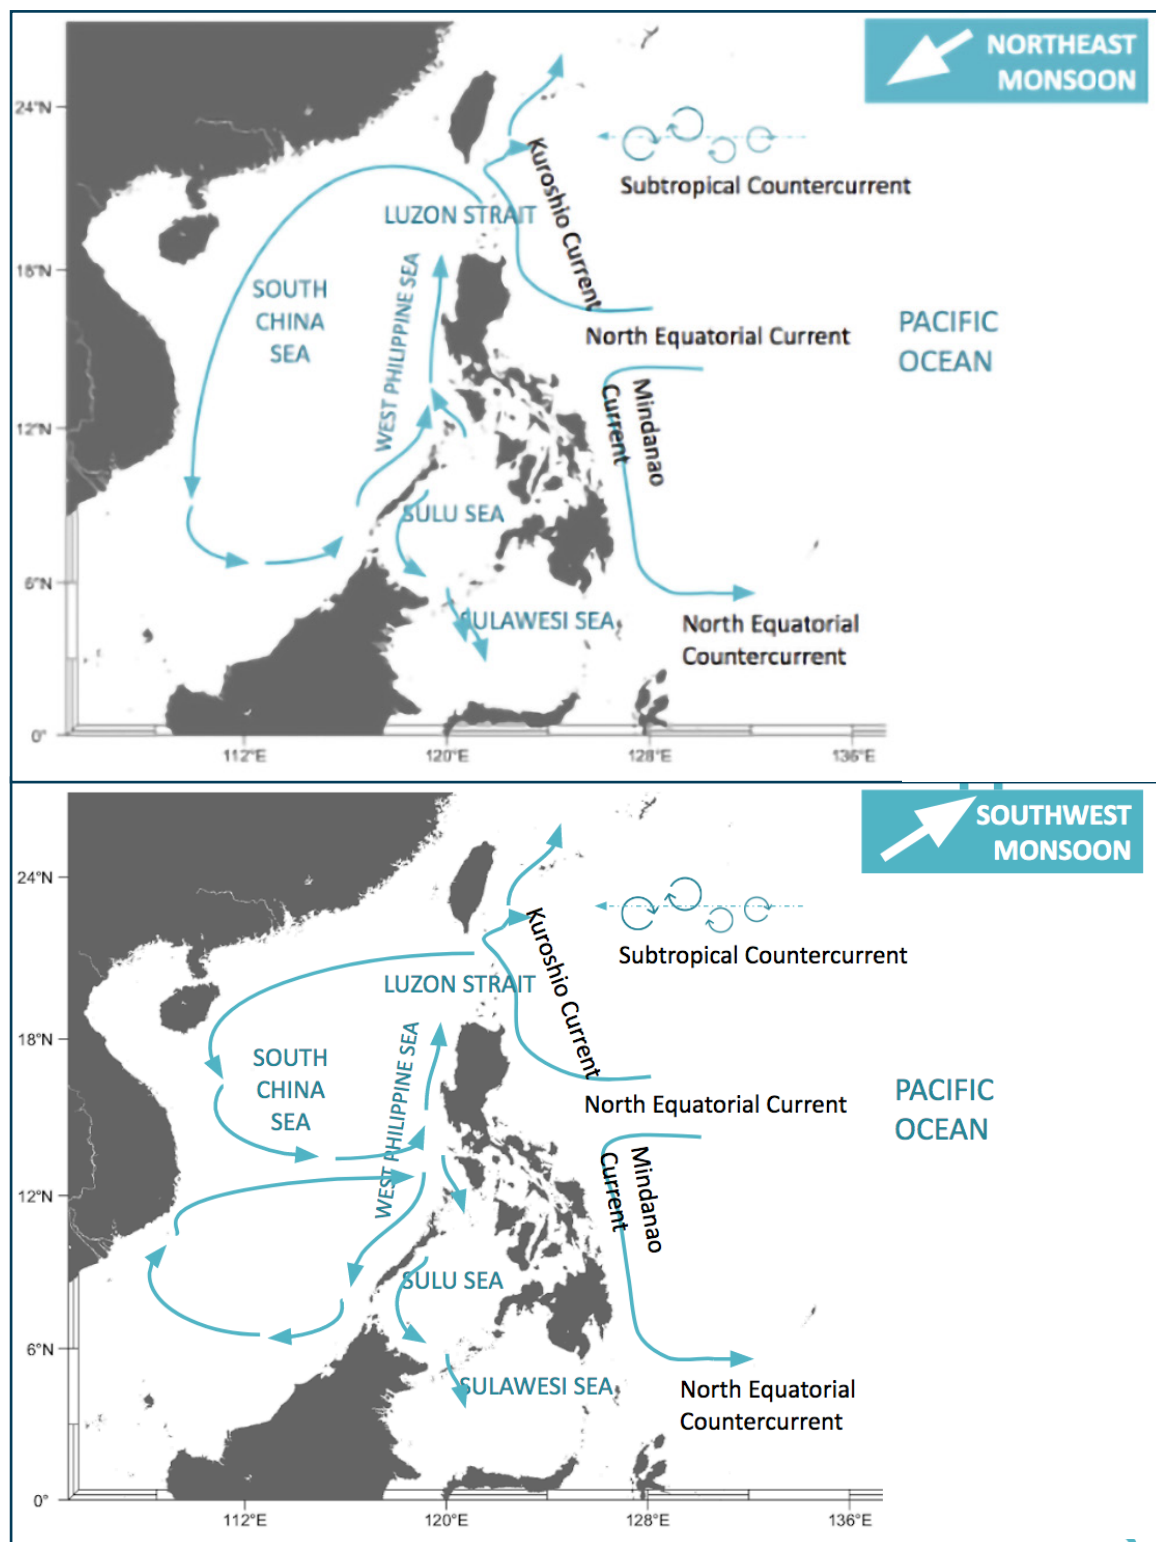 NORTHEAST
MONSOON
24°N
Kuroshio Current
Subtropical Countercurrent
LUZON STRAIT
18°N
WEST PHILIPPINE SEA
SOUTH
CHINA
SEA
North Equatorial Current
PACIFIC
OCEAN
Mindanao
Current
12°N
SULU SEA
6°N
SULAWESI SEA
North Equatorial
Countercurrent
0°
112°E
120°E
128°E
136°E
SOUTHWEST
MONSOON
24°N
Kuroshio Current
Subtropical Countercurrent
LUZON STRAIT
18°N
WEST PHILIPPINE SEA
SOUTH
CHINA
SEA
North Equatorial Current
PACIFIC
OCEAN
Mindanao
Current
12°N
SULU SEA
6°N
SULAWESI SEA
North Equatorial
Countercurrent
0°
112°E
120°E
128°E
136°E